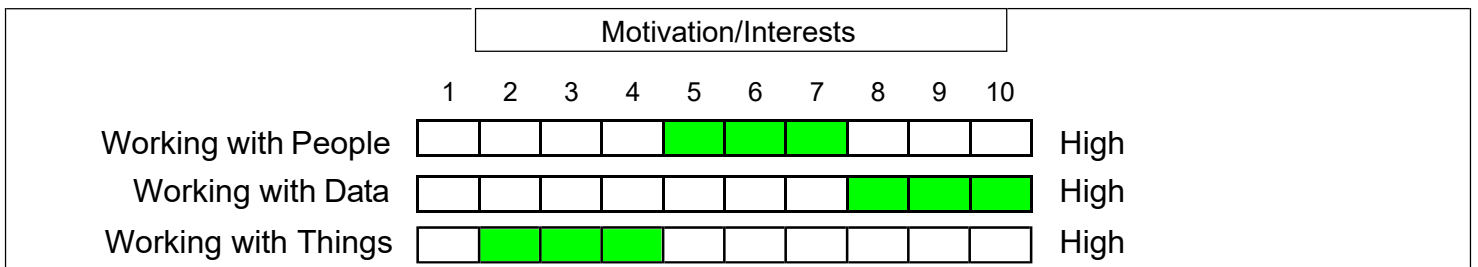 Motivation/Interests
1 2 3 4 5 6 7 8 9 10
Working with People High
Working with Data High
Working with Things High